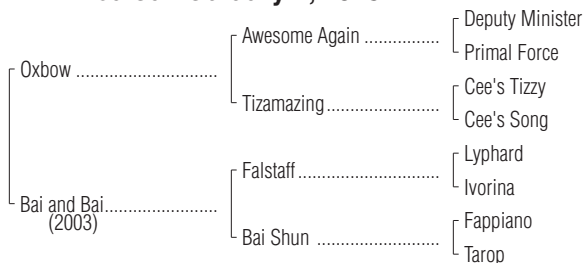 Deputy Minister
Awesome Again
Primal Force
Oxbow
Cee's Tizzy
Tizamazing
Cee's Song
Lyphard
Falstaff
Ivorina
Bai and Bai
(2003)
Fappiano
Bai Shun
Tarop